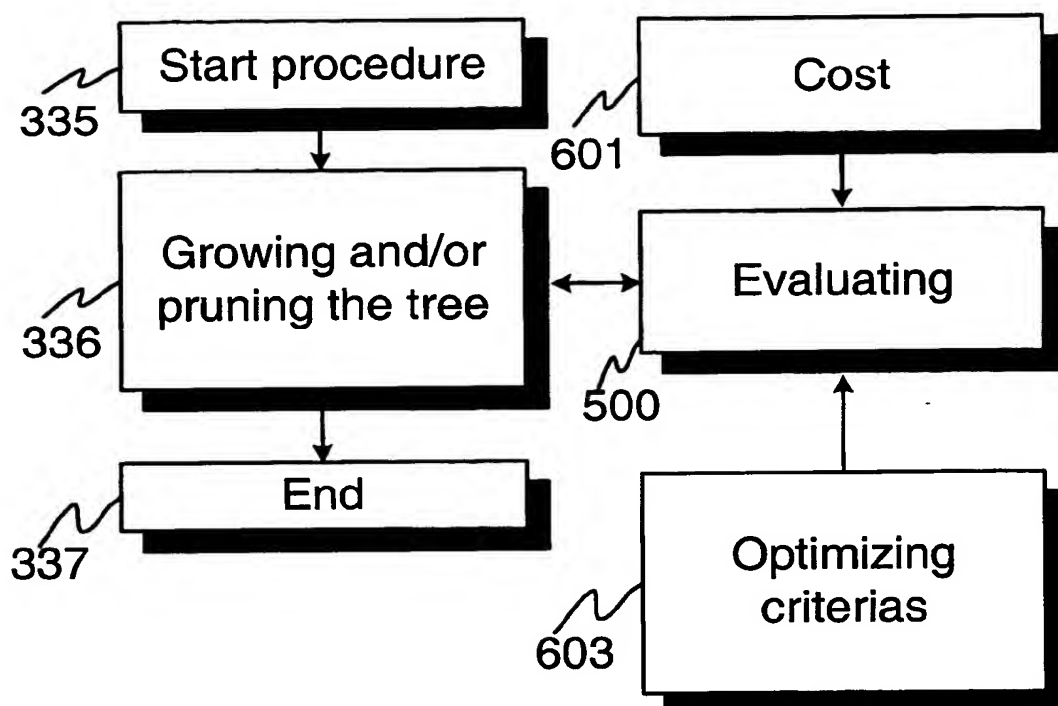 Start procedure
335
Growing and/or
pruning the tree
336
End
337
Cost
601
Evaluating
500
Optimizing
criterias
603